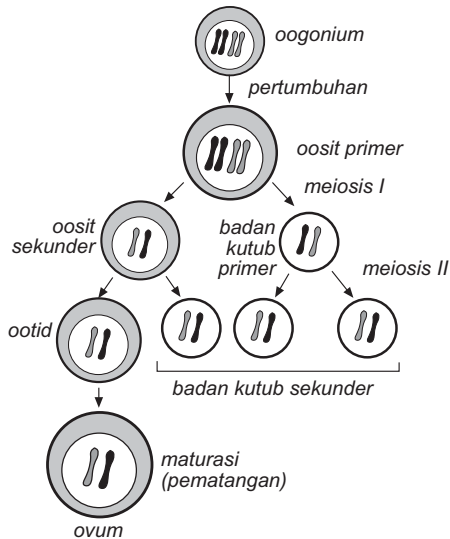 oogonium
pertumbuhan
oosit primer
meiosis I
oosit
sekunder
badan
kutub
primer
meiosis II
ootid
badan kutub sekunder
maturasi
(pematangan)
ovum